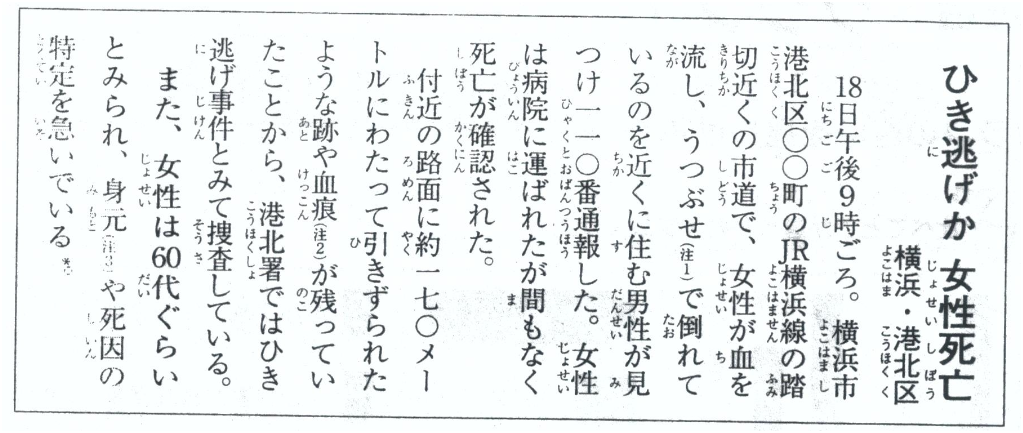 ひき逃げか 女性死亡
横浜・港北区
18日午後9時ごろ。横浜市
港北区〇〇町のJR横浜線の踏
切近くの市道で、女性が血を
流し、うつぶせ(注1)で倒れて
いるのを近くに住む男性が見
つけ一一〇番通報した。女性
は病院に運ばれたが間もなく
死亡が確認された。
付近の路面に約一七〇メー
トルにわたって引きずられた
ような跡や血痕(注2)が残ってい
たことから、港北署ではひき
逃げ事件とみて捜査している。
また、女性は60代ぐらい
とみられ、身元(注3)や死因の
特定を急いでいる